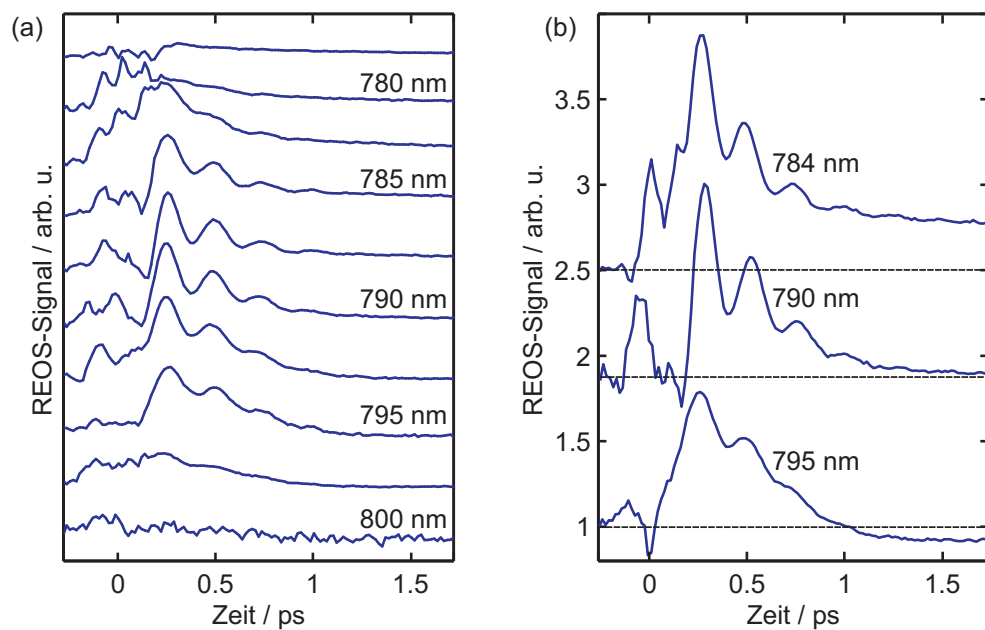 (a)
780 nm
785 nm
790 nm
795 nm
800 nm
REOS-Signal / arb. u.
0
0.5
1
1.5
Zeit / ps
(b)
784 nm
790 nm
795 nm
3.5
3
2.5
2
1.5
1
REOS-Signal / arb. u.
0
0.5
1
1.5
Zeit / ps